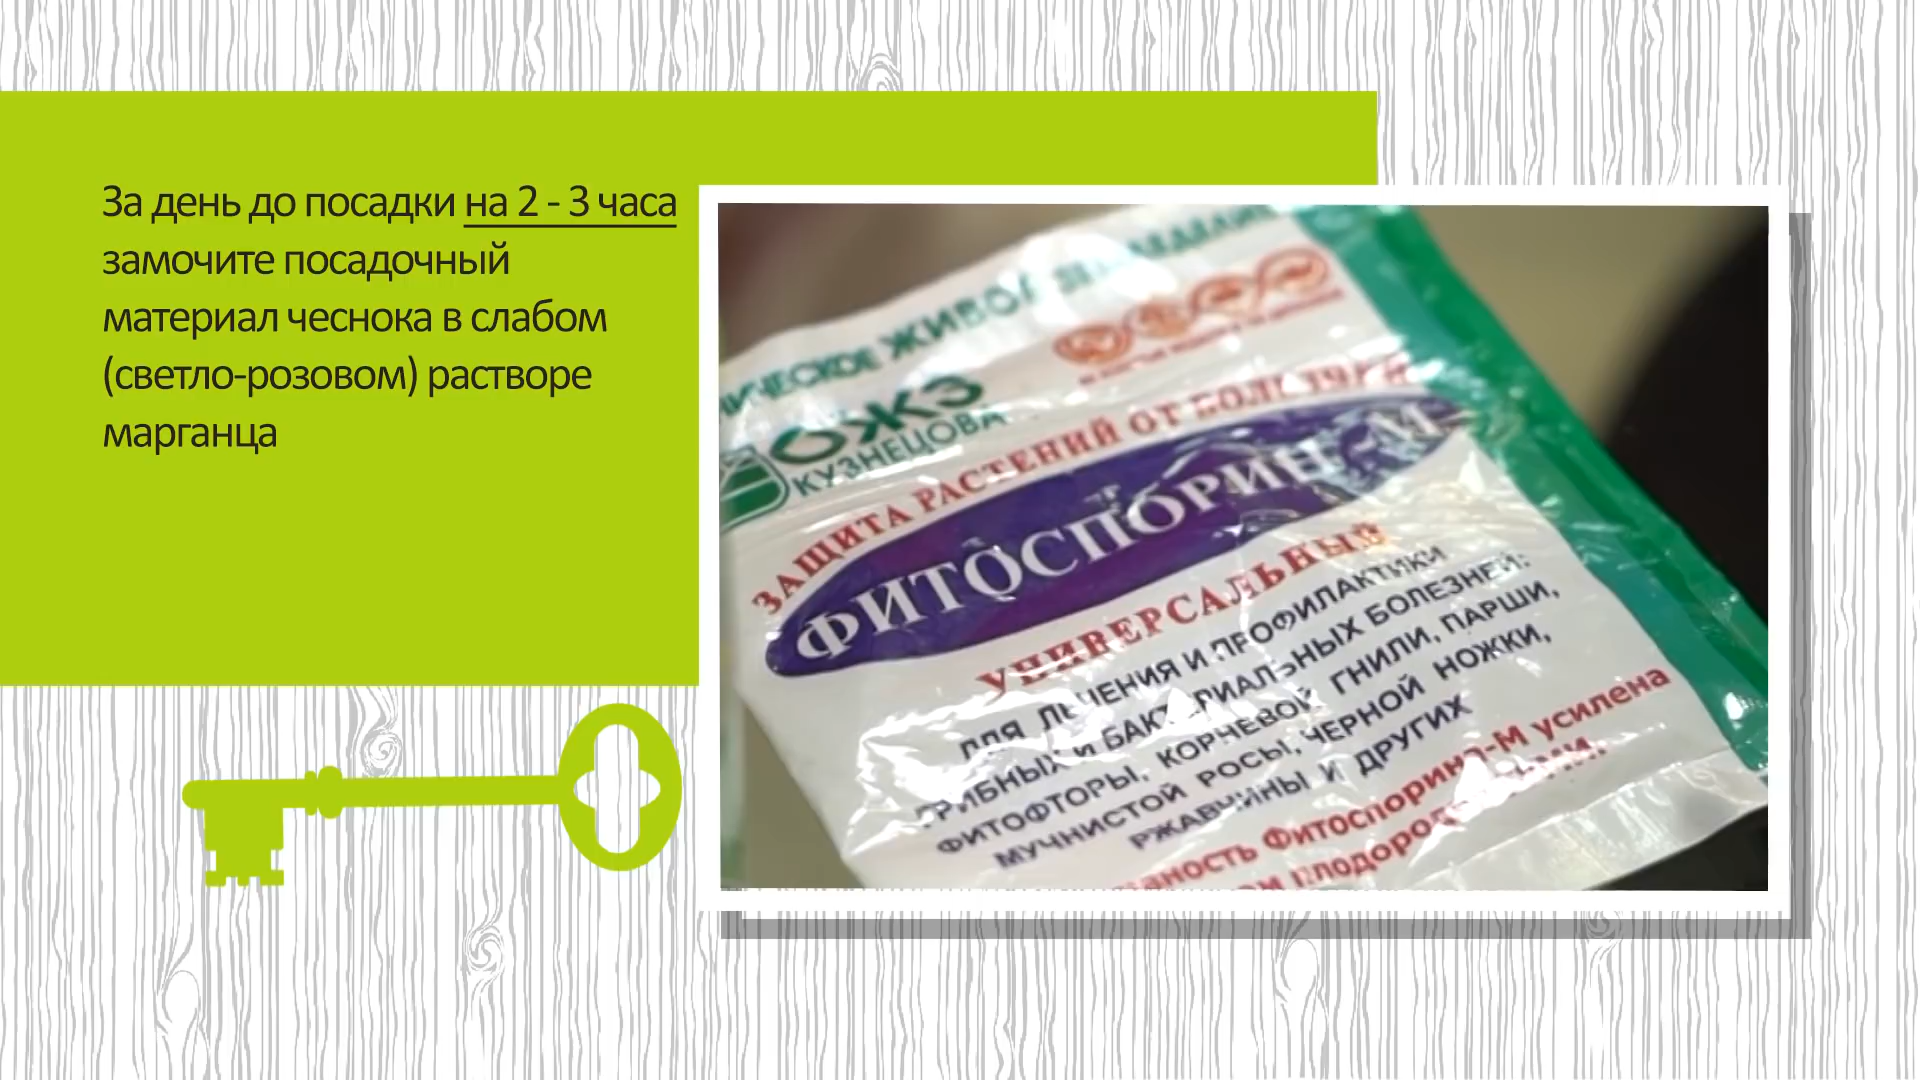 За день до посадки на 2 - 3 часа
замочите посадочный
материал чеснока в слабом
(светло-розовом) растворе
марганца
ОЖЗ
КУЗНЕЦОВА
ЗАЩИТА РАСТЕНИЙ ОТ БОЛЕЗНЕЙ
ФИТОСПОРИН-М
УНИВЕРСАЛЬНЫЙ
ДЛЯ ЛЕЧЕНИЯ И ПРОФИЛАКТИКИ
ГРИБНЫХ И БАКТЕРИАЛЬНЫХ БОЛЕЗНЕЙ:
ФИТОФТОРЫ, КОРНЕВОЙ ГНИЛИ, ПАРШИ,
МУЧНИСТОЙ РОСЫ, ЧЕРНОЙ НОЖКИ,
РЖАВЧИНЫ И ДРУГИХ
Фитоспорина-М усилена